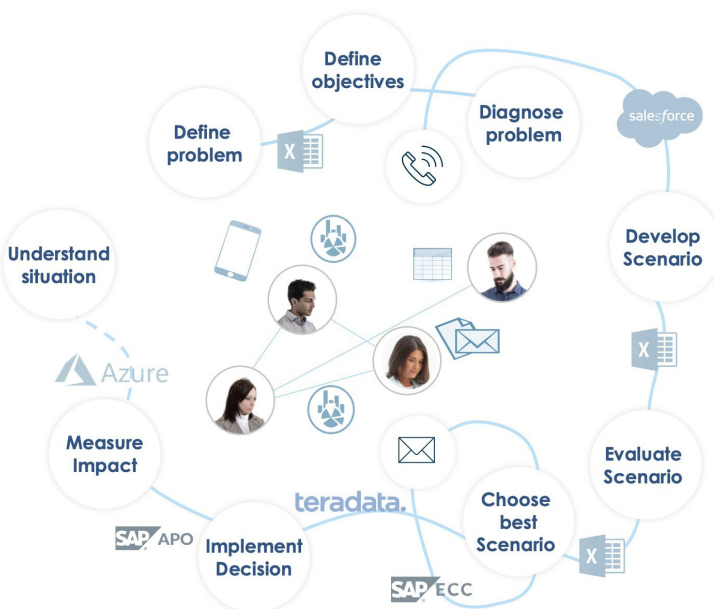 Define
objectives
Define
problem
X
Diagnose
problem
salesforce
Understand
situation
Develop
Scenario
X
Azure
Measure
Impact
Evaluate
Scenario
teradata.
Choose
best
Scenario
SAP APO
Implement
Decision
X
SAP ECC